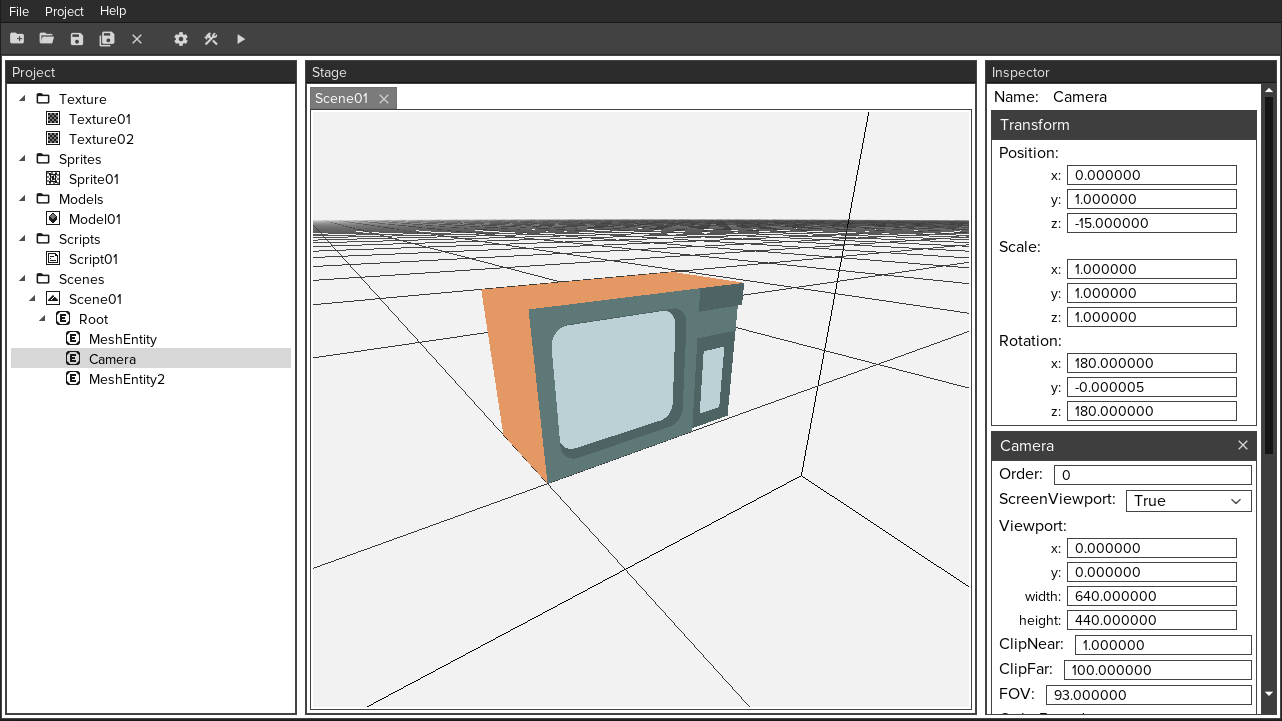 File Project Help
Project
Texture
Texture01
Texture02
Sprites
Sprite01
Models
Model01
Scripts
Script01
Scenes
Scene01
Root
MeshEntity
Camera
MeshEntity2
Stage
Scene01
Inspector
Name: Camera
Transform
Position:
x: 0.000000
y: 1.000000
z: -15.000000
Scale:
x: 1.000000
y: 1.000000
z: 1.000000
Rotation:
x: 180.000000
y: -0.000005
z: 180.000000
Camera
Order: 0
ScreenViewport: True
Viewport:
x: 0.000000
y: 0.000000
width: 640.000000
height: 440.000000
ClipNear: 1.000000
ClipFar: 100.000000
FOV: 93.000000